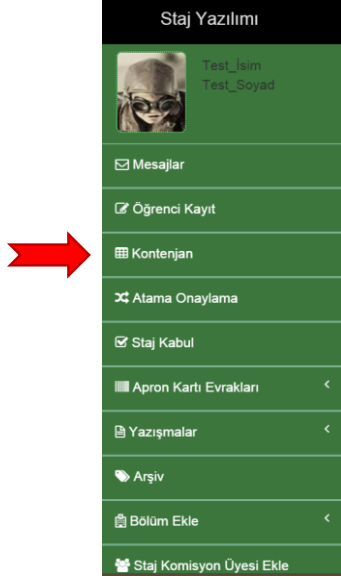 Staj Yazılımı
Test_İsim
Test_Soyad
Mesajlar
Öğrenci Kayıt
Kontenjan
Atama Onaylama
Staj Kabul
Apron Kartı Evrakları
Yazışmalar
Arşiv
Bölüm Ekle
Staj Komisyon Üyesi Ekle